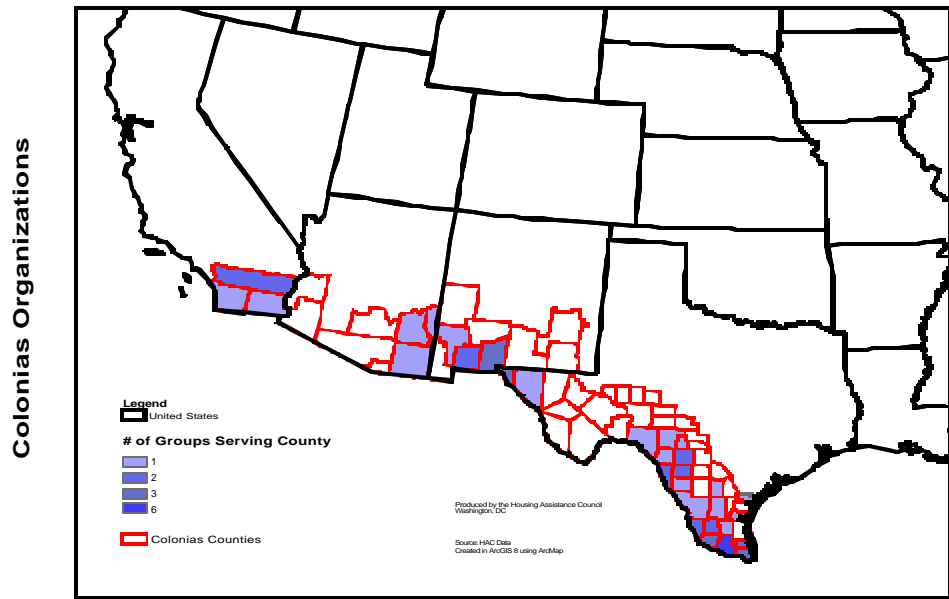 Colonias Organizations
Legend
United States
# of Groups Serving County
1
2
3
6
Colonias Counties
Produced by the Housing Assistance Council
Washington, DC
Source: HAC Data
Created in ArcGIS 8 using ArcMap